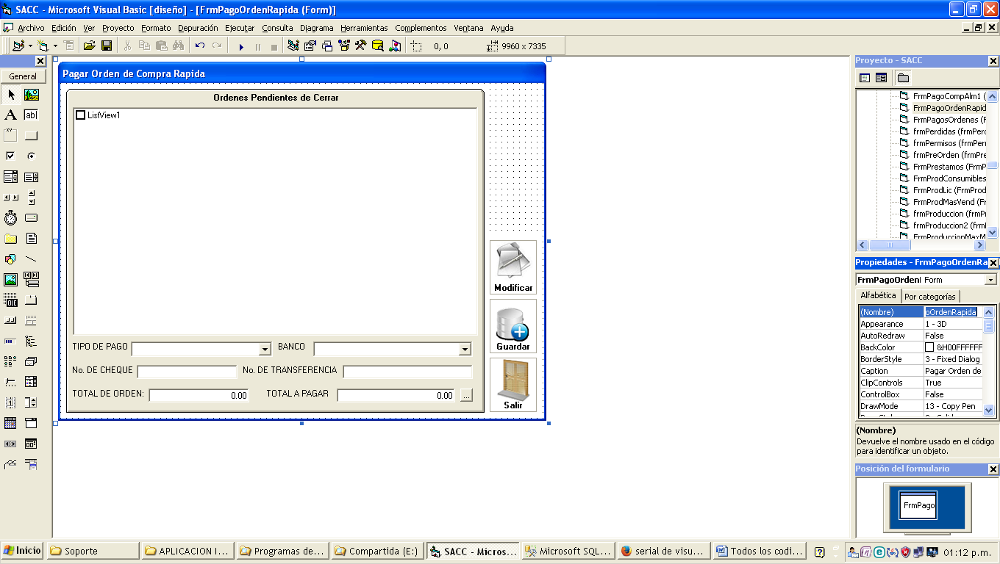 SACC - Microsoft Visual Basic [diseño] - [FrmPagoOrdenRapida (Form)]
Archivo Edición Ver Proyecto Formato Depuración Ejecutar Consulta Diagrama Herramientas Complementos Ventana Ayuda
0, 0 9960 x 7335
General
A
ab|
xv
OLE
Pagar Orden de Compra Rapida
Ordenes Pendientes de Cerrar
ListView1
Modificar
Guardar
Salir
TIPO DE PAGO BANCO
No. DE CHEQUE No. DE TRANSFERENCIA
TOTAL DE ORDEN: 0.00 TOTAL A PAGAR 0.00 ...
Proyecto - SACC
FrmPagoCompAlm1 (
FrmPagoOrdenRapid
FrmPagosOrdenes (F
frmPerdidas (frmPerd
frmPermisos (frmPern
frmPreOrden (frmPre
FrmPrestamos (FrmP
FrmProdConsumibles
FrmProdLic (FrmProd
FrmProdMasVend (Fr
frmProduccion (frmPr
frmProduccion2 (frml
FrmProduccionMaxM
Propiedades - FrmPagoOrdenRa
FrmPagoOrden Form
Alfabética Por categorías
(Nombre) oOrdenRapida
Appearance 1 - 3D
AutoRedraw False
BackColor &H00FFFFFF
BorderStyle 3 - Fixed Dialog
Caption Pagar Orden de
ClipControls True
ControlBox False
DrawMode 13 - Copy Pen
(Nombre)
Devuelve el nombre usado en el código
para identificar un objeto.
Posición del formulario
FrmPago
Inicio Soporte APLICACION I... Programas de... Compartida (E:) SACC - Micros... Microsoft SQL... serial de visu... Todos los codi... 01:12 p.m.